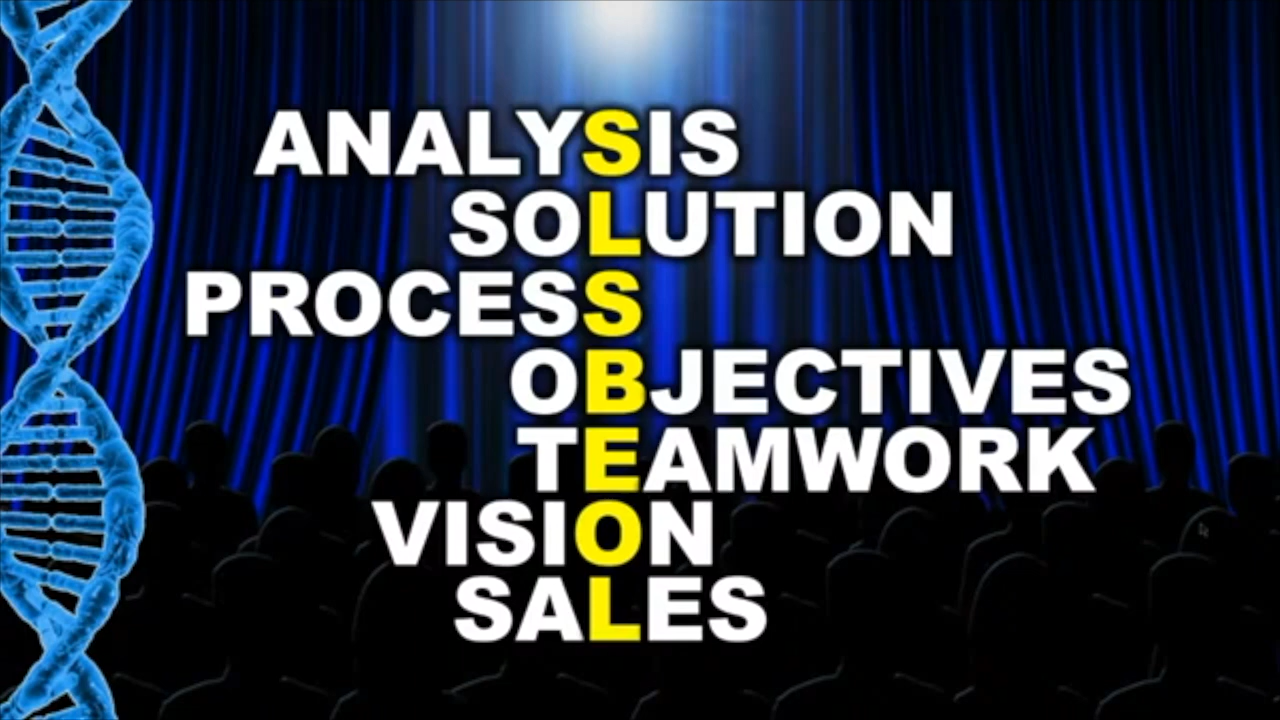 ANALYSIS
SOLUTION
PROCESS
OBJECTIVES
TEAMWORK
VISION
SALES